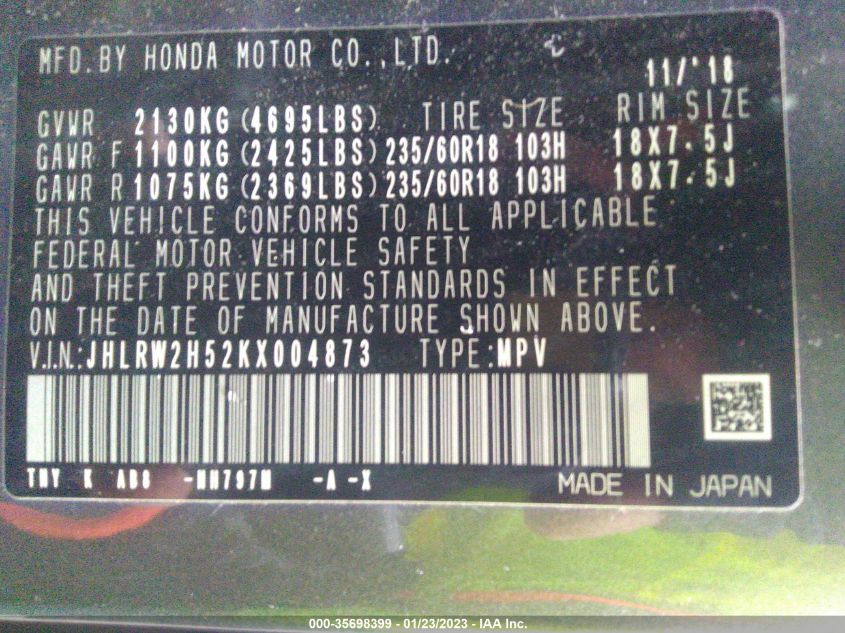 MFD.BY HONDA MOTOR CO.,LTD.
11/'18
GVWR 2130KG (4695LBS) TIRE SIZE RIM SIZE
GAWR F 1100KG (2425LBS) 235/60R18 103H 18X7.5J
GAWR R 1075KG (2369LBS) 235/60R18 103H 18X7.5J
THIS VEHICLE CONFORMS TO ALL APPLICABLE
FEDERAL MOTOR VEHICLE SAFETY
AND THEFT PREVENTION STANDARDS IN EFFECT
ON THE DATE OF MANUFACTURE SHOWN ABOVE.
V.I.N.:JHLRW2H52KX004873 TYPE:MPV
K AB8 -NH797M -A -X
MADE IN JAPAN
000-35698399 - 01/23/2023 - IAA Inc.